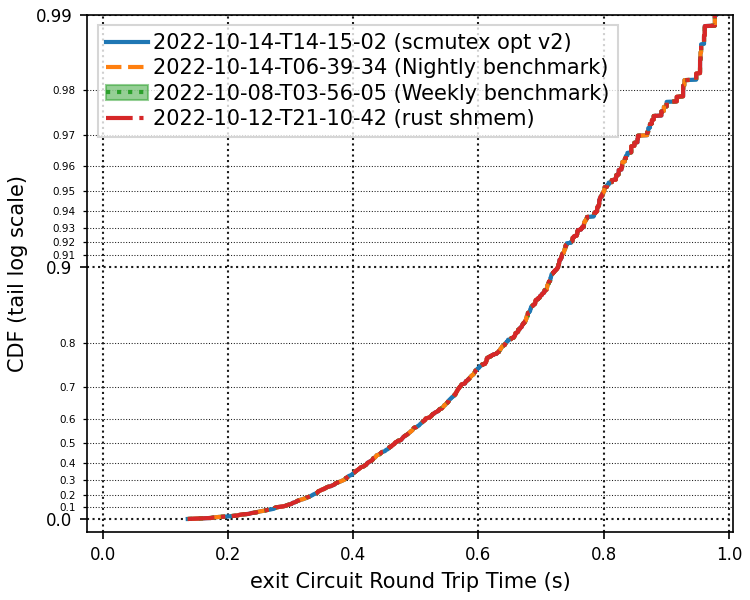 0.99
2022-10-14-T14-15-02 (scmutex opt v2)
2022-10-14-T06-39-34 (Nightly benchmark)
2022-10-08-T03-56-05 (Weekly benchmark)
2022-10-12-T21-10-42 (rust shmem)
0.98
0.97
0.96
0.95
0.94
0.93
0.92
0.91
0.9
0.8
0.7
0.6
0.5
0.4
0.3
0.2
0.1
0.0
CDF (tail log scale)
0.0 0.2 0.4 0.6 0.8 1.0
exit Circuit Round Trip Time (s)